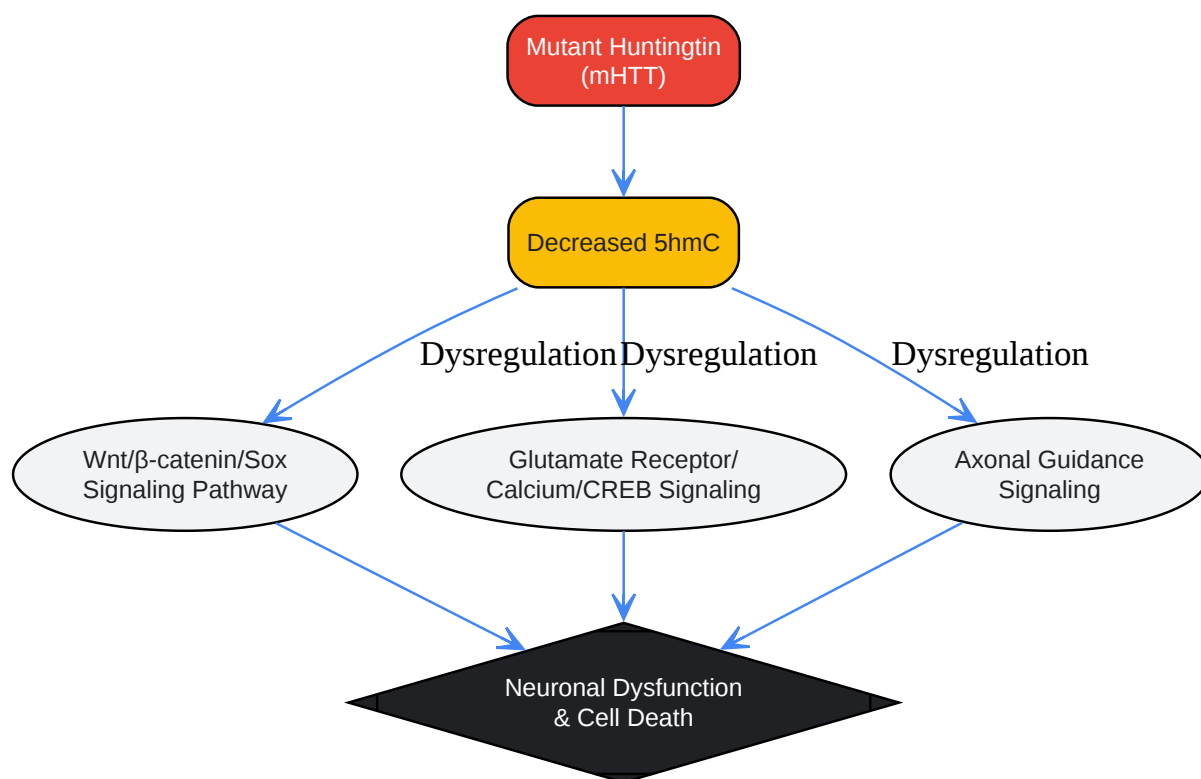 Mutant Huntingtin
(mHTT)
Decreased 5hmC
Dysregulation
Dysregulation
Dysregulation
Wnt/β-catenin/Sox
Signaling Pathway
Glutamate Receptor/
Calcium/CREB Signaling
Axonal Guidance
Signaling
Neuronal Dysfunction
& Cell Death